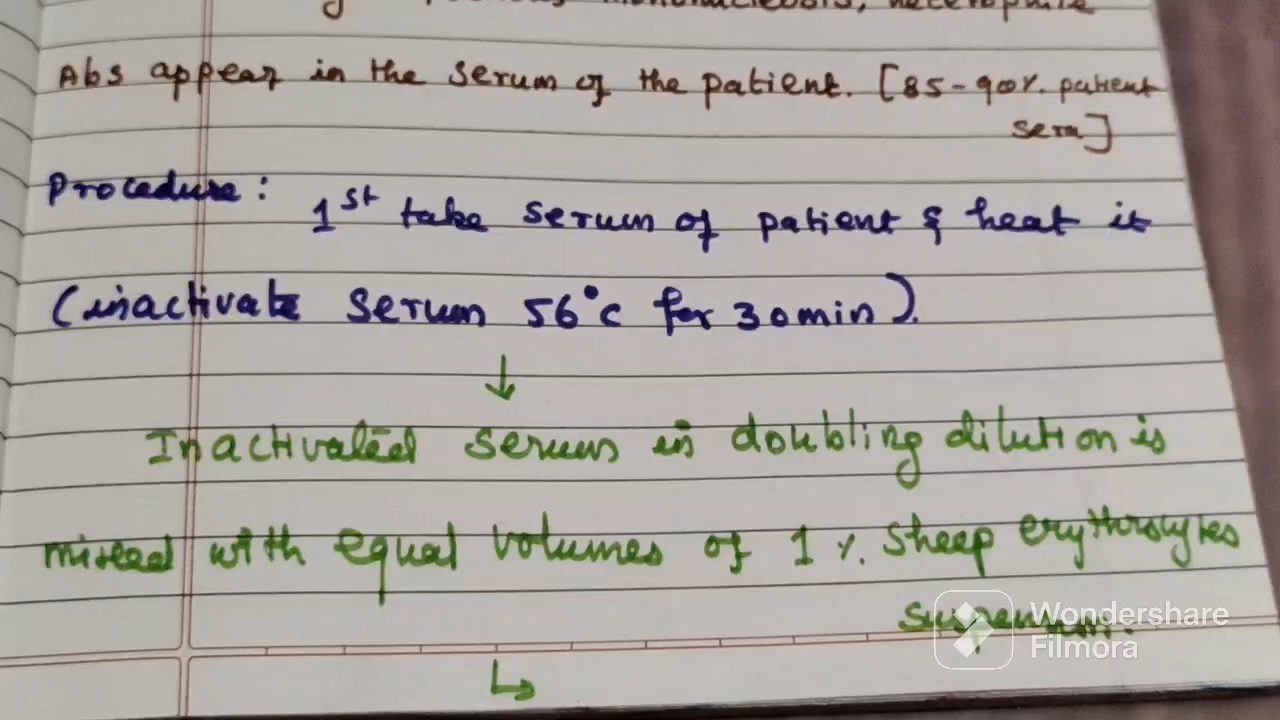 mononucleosis, heterophile
Abs appear in the serum of the patient. [85-90% patient
sera]
Procedure:
1st take serum of patient & heat it
(inactivate serum 56°C for 30min).
↓
Inactivated serum in doubling dilution is
mixed with equal volumes of 1%. Sheep erythrocytes
suspension.
Wondershare
Filmora